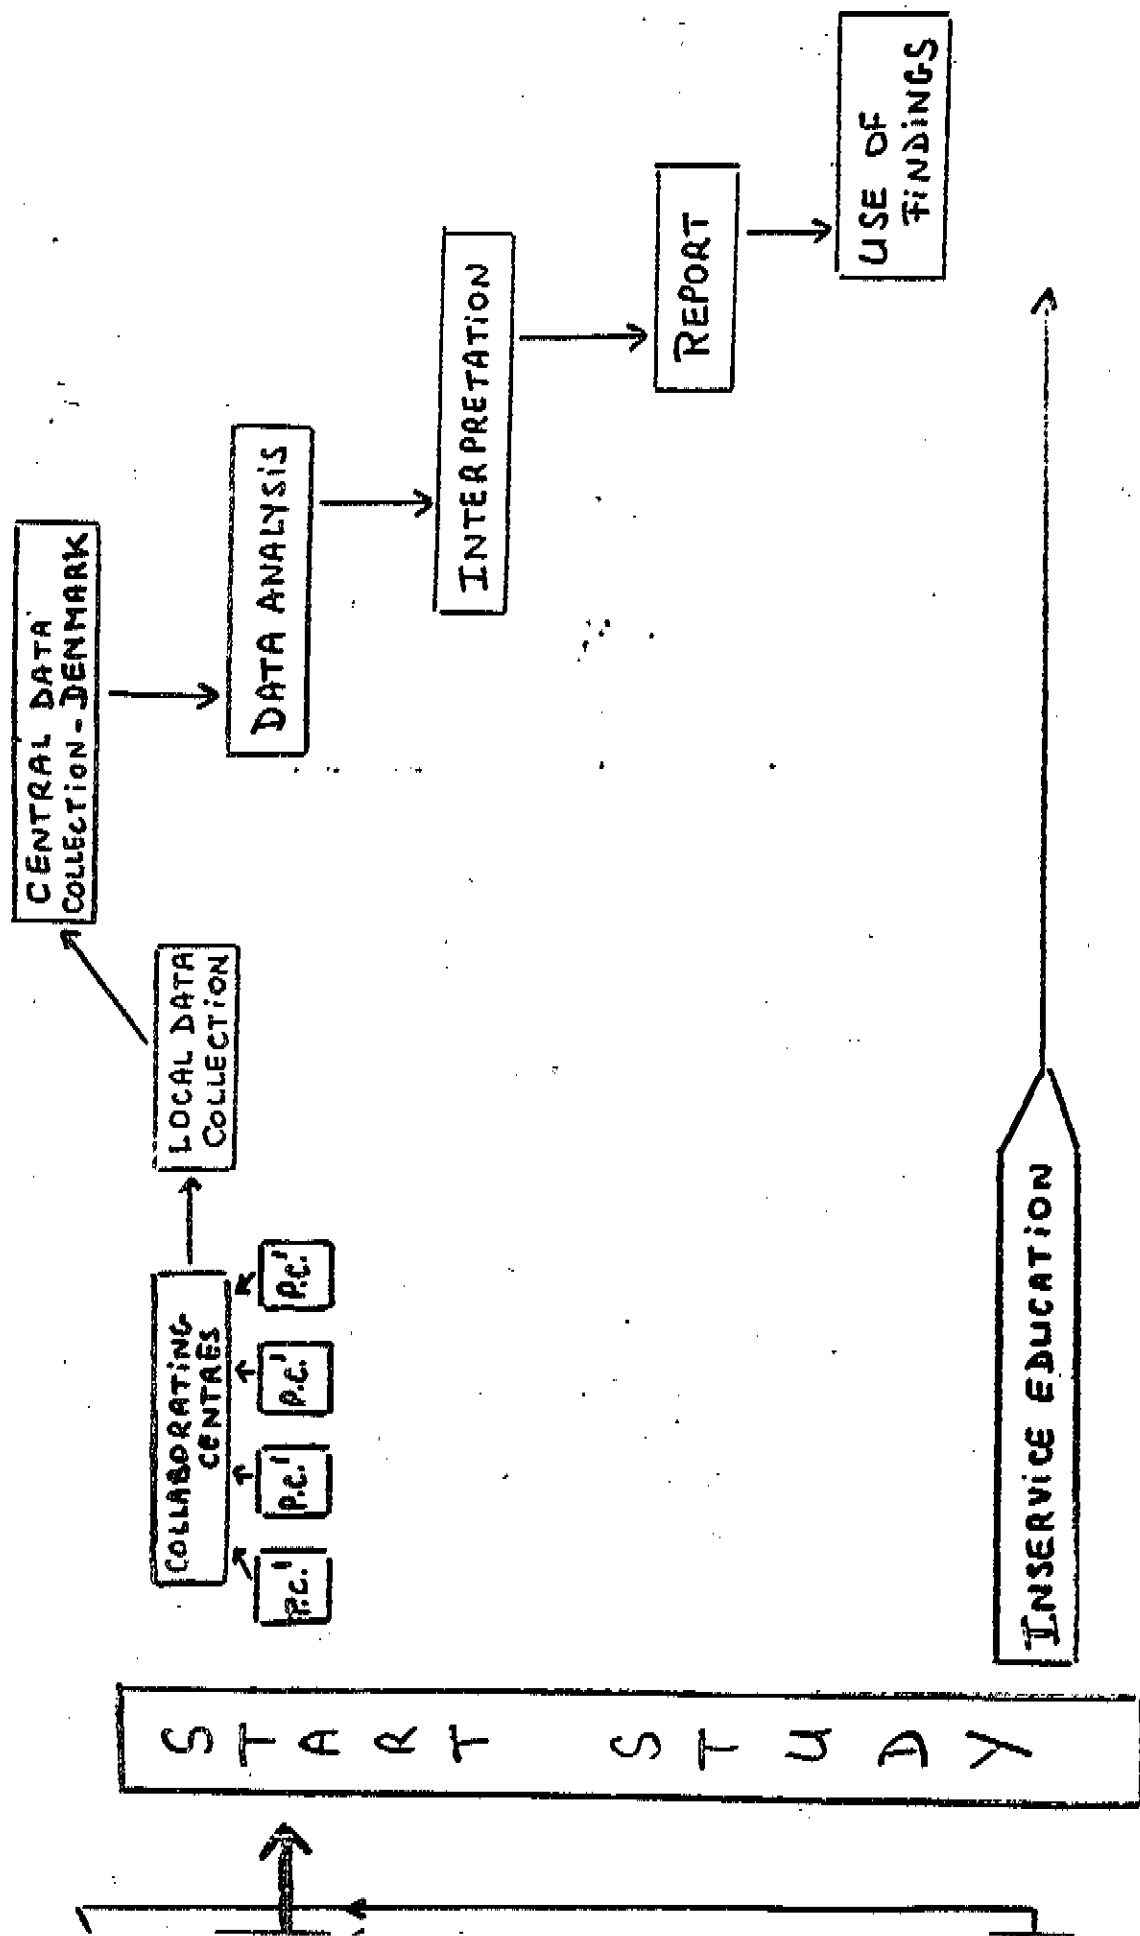 START STUDY
COLLABORATING
CENTRES
P.C.'
P.C.'
P.C.'
P.C.'
LOCAL DATA
COLLECTION
CENTRAL DATA
COLLECTION - DENMARK
DATA ANALYSIS
INTERPRETATION
REPORT
USE OF
FINDINGS
INSERVICE EDUCATION